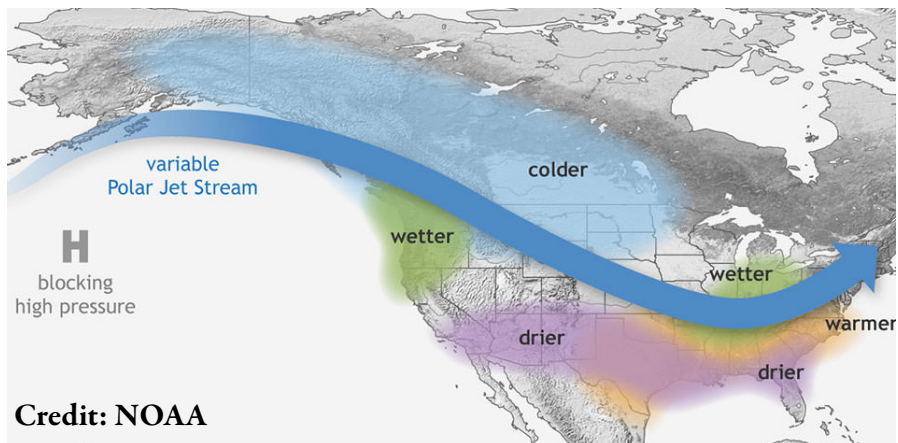 variable
Polar Jet Stream
colder
wetter
H
blocking
high pressure
wetter
warmer
drier
drier
Credit: NOAA